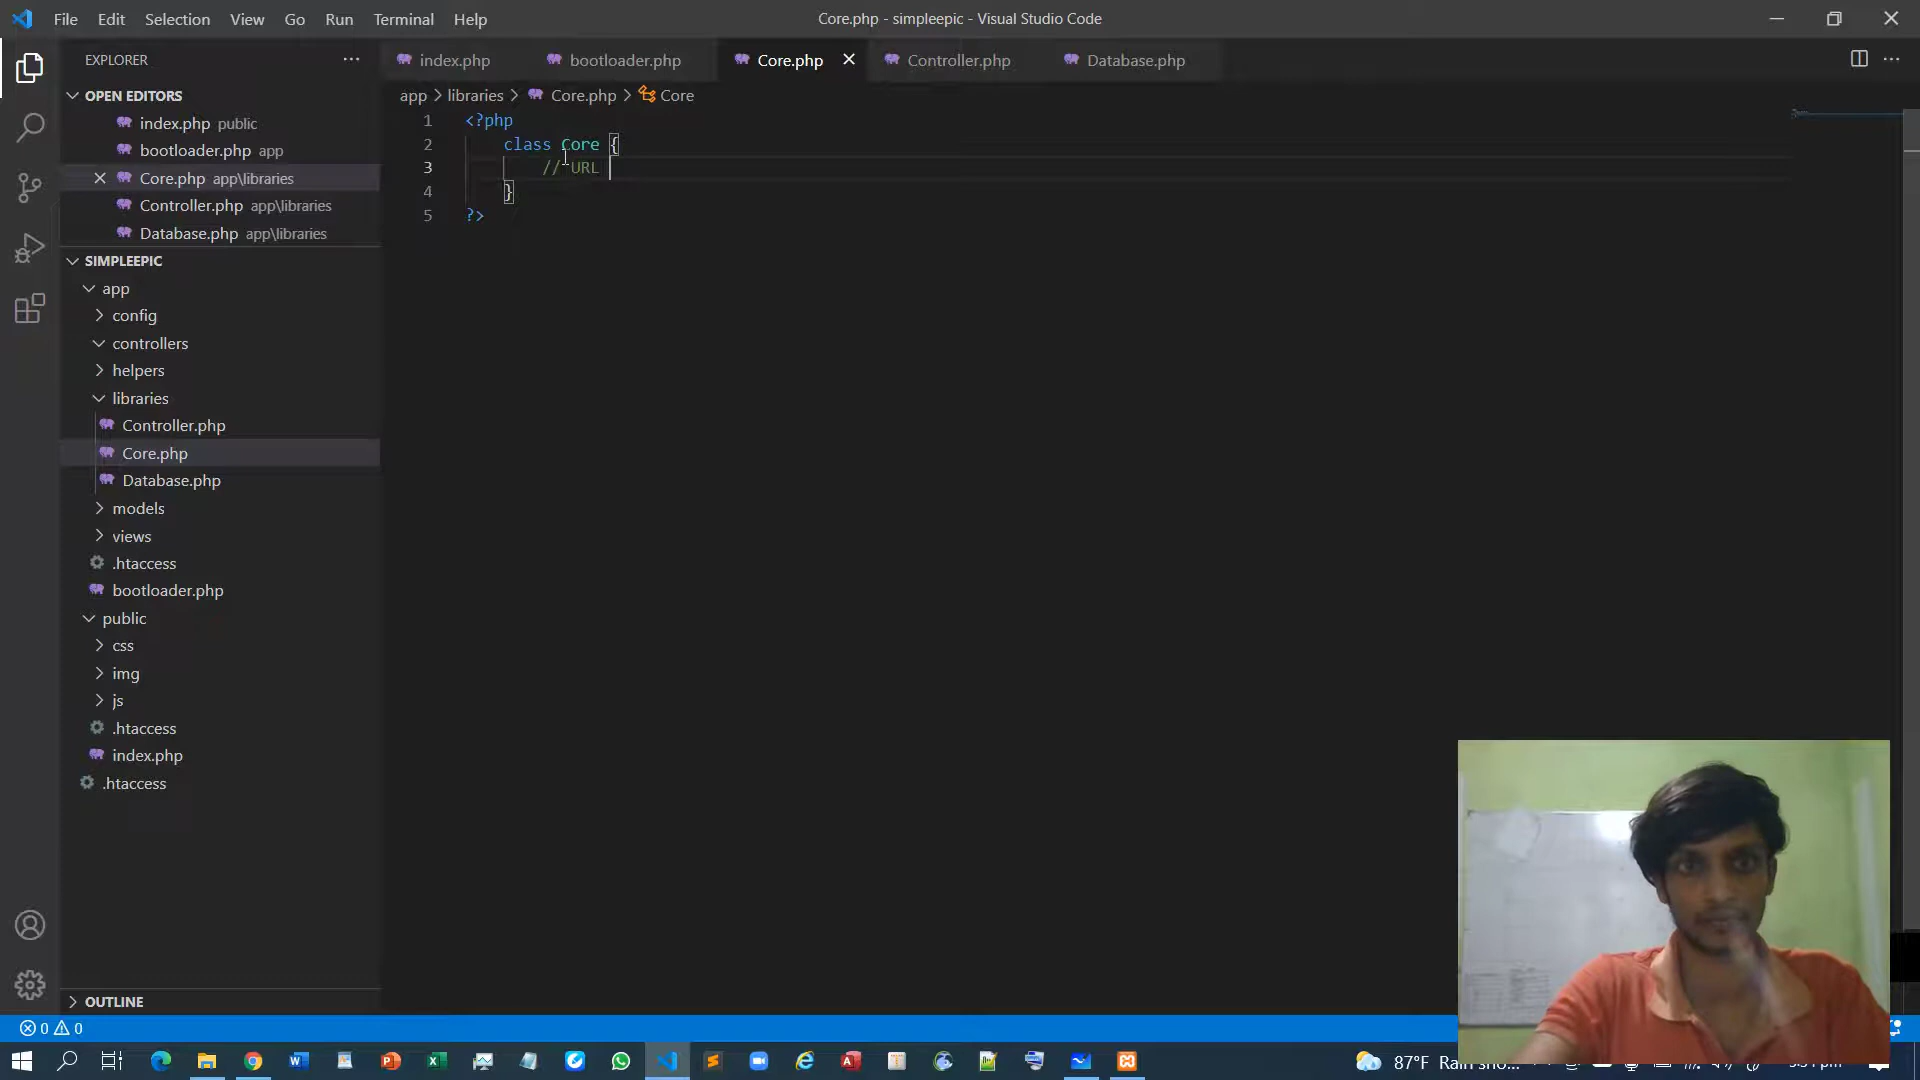 File Edit Selection View Go Run Terminal Help
Core.php - simpleepic - Visual Studio Code
EXPLORER
index.php
bootloader.php
Core.php
Controller.php
Database.php
OPEN EDITORS
index.php public
bootloader.php app
Core.php app\libraries
Controller.php app\libraries
Database.php app\libraries
SIMPLEEPIC
app
config
controllers
helpers
libraries
Controller.php
Core.php
Database.php
models
views
.htaccess
bootloader.php
public
css
img
js
.htaccess
index.php
.htaccess
OUTLINE
app > libraries > Core.php > Core
1 <?php
2 class Core {
3 // URL
4 }
5 ?>
0 0
87°F Rain sho...